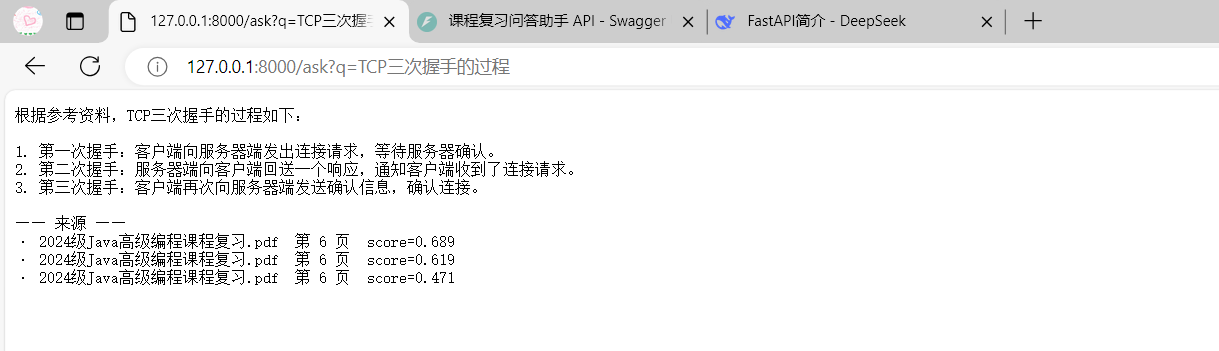 127.0.0.1:8000/ask?q=TCP三次握手
课程复习问答助手 API - Swagger
FastAPI简介 - DeepSeek
127.0.0.1:8000/ask?q=TCP三次握手的过程
根据参考资料，TCP三次握手的过程如下：
1. 第一次握手：客户端向服务器端发出连接请求，等待服务器确认。
2. 第二次握手：服务器端向客户端回送一个响应，通知客户端收到了连接请求。
3. 第三次握手：客户端再次向服务器端发送确认信息，确认连接。
—— 来源 ——
· 2024级Java高级编程课程复习.pdf 第 6 页 score=0.689
· 2024级Java高级编程课程复习.pdf 第 6 页 score=0.619
· 2024级Java高级编程课程复习.pdf 第 6 页 score=0.471